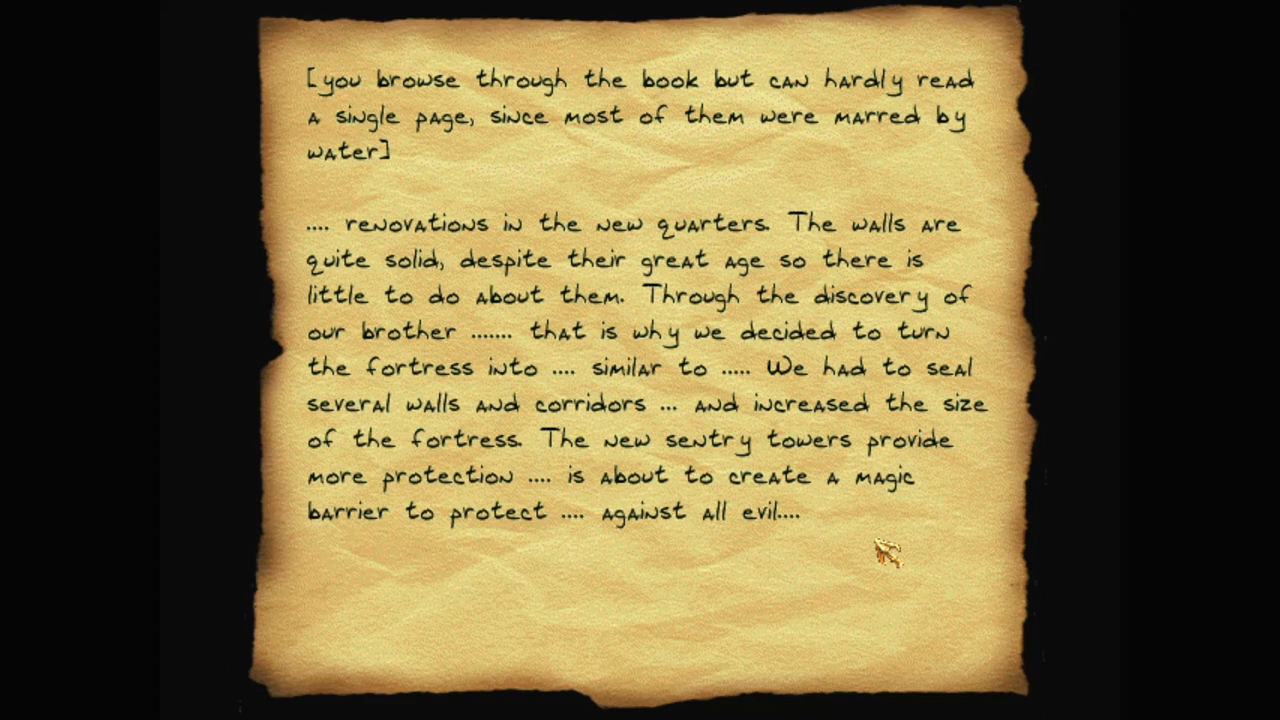 [you browse through the book but can hardly read
a single page, since most of them were marred by
water]
.... renovations in the new quarters. The walls are
quite solid, despite their great age so there is
little to do about them. Through the discovery of
our brother ....... that is why we decided to turn
the fortress into .... similar to ..... We had to seal
several walls and corridors ... and increased the size
of the fortress. The new sentry towers provide
more protection .... is about to create a magic
barrier to protect .... against all evil....